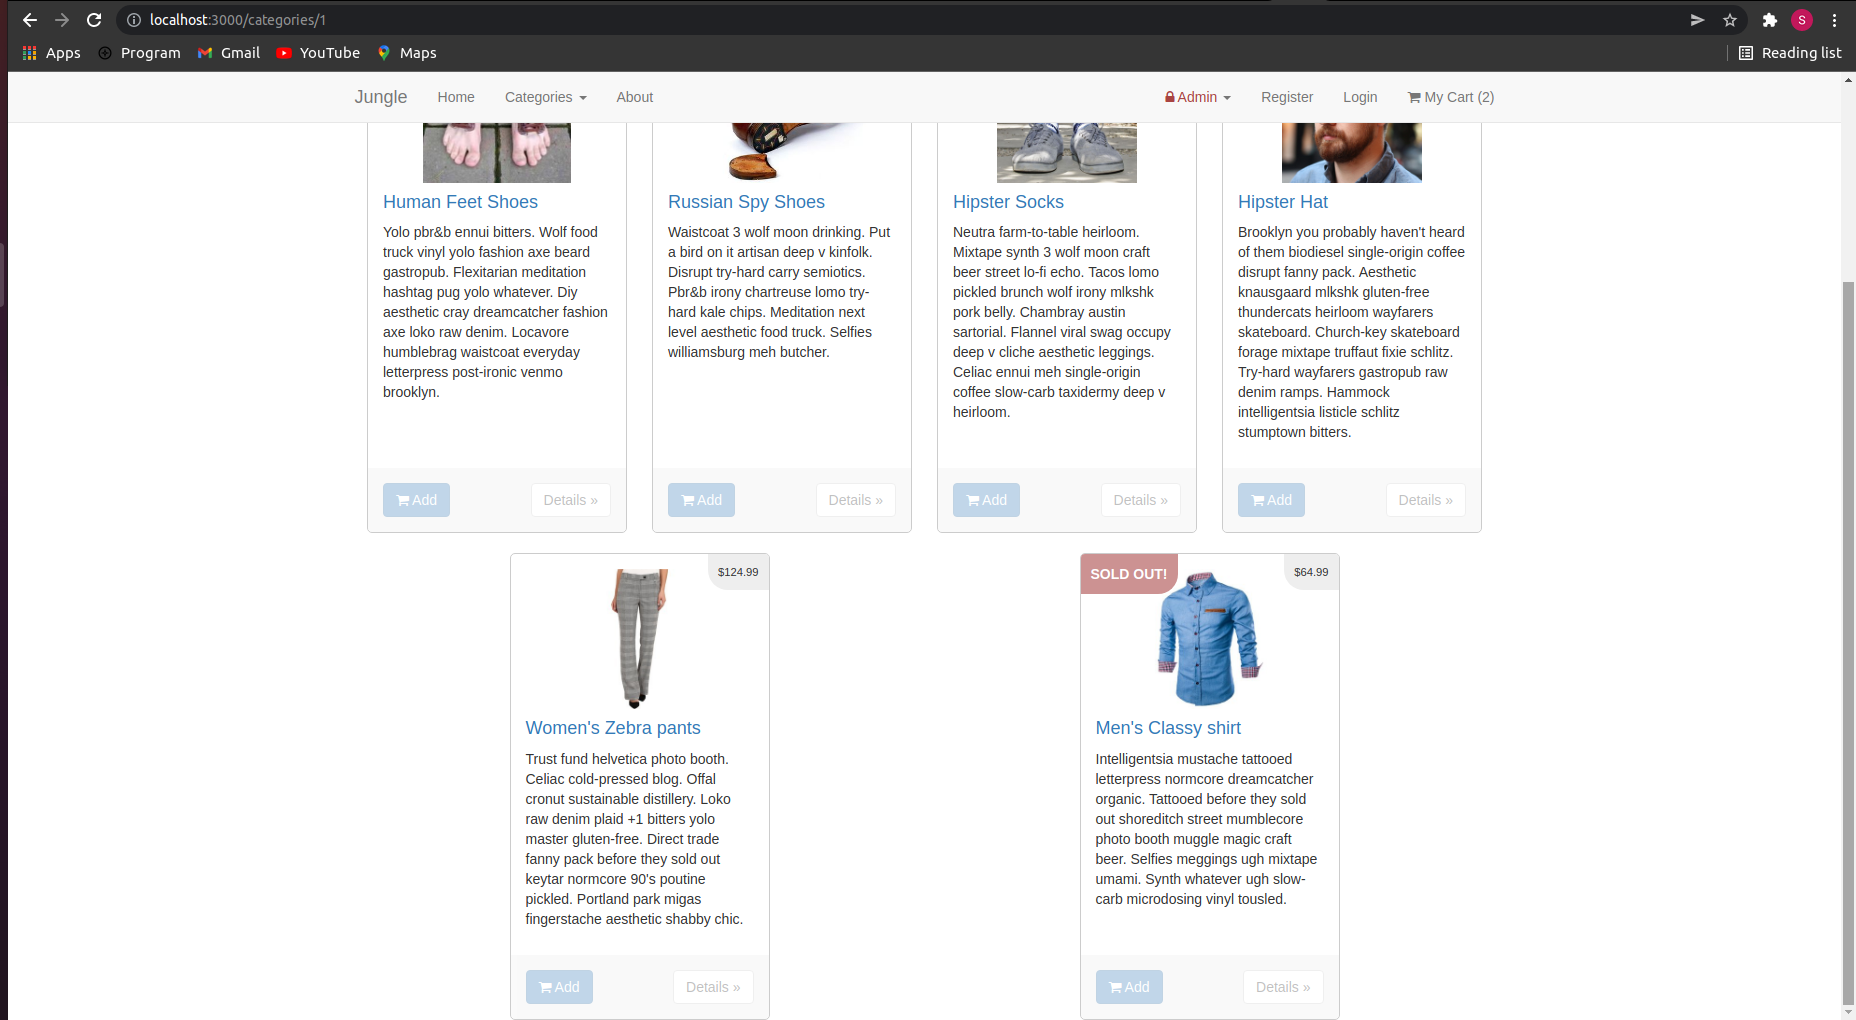 localhost:3000/categories/1
S
Apps Program Gmail YouTube Maps Reading list
Jungle Home Categories About Admin Register Login My Cart (2)
Human Feet Shoes
Yolo pbr&b ennui bitters. Wolf food
truck vinyl yolo fashion axe beard
gastropub. Flexitarian meditation
hashtag pug yolo whatever. Diy
aesthetic cray dreamcatcher fashion
axe loko raw denim. Locavore
humblebrag waistcoat everyday
letterpress post-ironic venmo
brooklyn.
Add Details »
Russian Spy Shoes
Waistcoat 3 wolf moon drinking. Put
a bird on it artisan deep v kinfolk.
Disrupt try-hard carry semiotics.
Pbr&b irony chartreuse lomo try-
hard kale chips. Meditation next
level aesthetic food truck. Selfies
williamsburg meh butcher.
Add Details »
Hipster Socks
Neutra farm-to-table heirloom.
Mixtape synth 3 wolf moon craft
beer street lo-fi echo. Tacos lomo
pickled brunch wolf irony mlkshk
pork belly. Chambray austin
sartorial. Flannel viral swag occupy
deep v cliche aesthetic leggings.
Celiac ennui meh single-origin
coffee slow-carb taxidermy deep v
heirloom.
Add Details »
Hipster Hat
Brooklyn you probably haven't heard
of them biodiesel single-origin coffee
disrupt fanny pack. Aesthetic
knausgaard mlkshk gluten-free
thundercats heirloom wayfarers
skateboard. Church-key skateboard
forage mixtape truffaut fixie schlitz.
Try-hard wayfarers gastropub raw
denim ramps. Hammock
intelligentsia listicle schlitz
stumptown bitters.
Add Details »
$124.99
Women's Zebra pants
Trust fund helvetica photo booth.
Celiac cold-pressed blog. Offal
cronut sustainable distillery. Loko
raw denim plaid +1 bitters yolo
master gluten-free. Direct trade
fanny pack before they sold out
keytar normcore 90's poutine
pickled. Portland park migas
fingerstache aesthetic shabby chic.
Add Details »
SOLD OUT! $64.99
Men's Classy shirt
Intelligentsia mustache tattooed
letterpress normcore dreamcatcher
organic. Tattooed before they sold
out shoreditch street mumblecore
photo booth muggle magic craft
beer. Selfies meggings ugh mixtape
umami. Synth whatever ugh slow-
carb microdosing vinyl tousled.
Add Details »